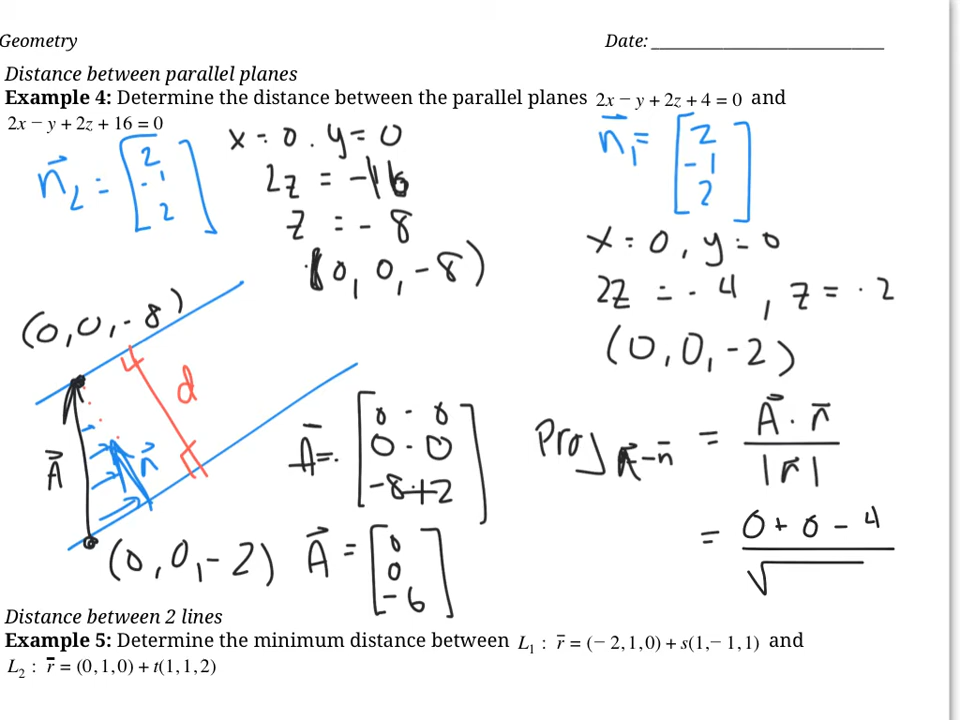 Geometry Date: ____________________________
Distance between parallel planes
Example 4: Determine the distance between the parallel planes 2x − y + 2z + 4 = 0 and
2x − y + 2z + 16 = 0
n⃗₂ = [2 -1 2]
x = 0 . y = 0
2z = -16
z = -8
(0, 0, -8)
n⃗₁ = [2 -1 2]
x = 0, y = 0
2z = -4, z = -2
(0, 0, -2)
(0, 0, -8)
d
A⃗
n⃗
(0, 0, -2)
A⃗ = [0 - 0 0 - 0 -8+2]
A⃗ = [0 0 -6]
Proj A⃗→n⃗ = A⃗ · n⃗ / |n⃗|
= 0 + 0 - 4 / √
Distance between 2 lines
Example 5: Determine the minimum distance between L₁ : r̄ = (− 2, 1, 0) + s(1, − 1, 1) and
L₂ : r̄ = (0, 1, 0) + t(1, 1, 2)